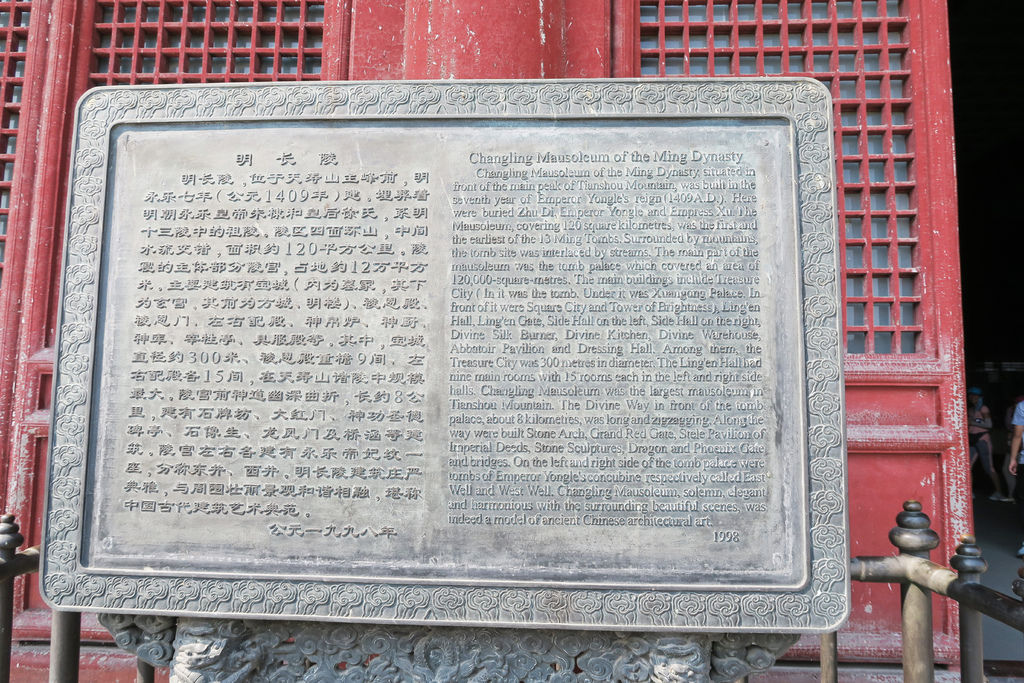 明长陵
明长陵，位于天寿山主峰前，明
永乐七年（公元1409年）建。埋葬着
明朝永乐皇帝朱棣和皇后徐氏，系明
十三陵中的祖陵。陵区四面环山，中间
水流交错，面积约120平方公里。陵
寝的主体部分陵宫，占地约12万平方
米。主要建筑有宝城（内为墓冢，其下
为玄宫，其前为方城、明楼）、祾恩殿、
祾恩门、左右配殿、神帛炉、神厨、
神库、宰牲亭、具服殿等。其中，宝城
直径约300米、祾恩殿重檐9间、左
右配殿各15间，在天寿山诸陵中规模
最大。陵宫前神道幽深曲折，长约8公
里，建有石牌坊、大红门、神功圣德
碑亭、石像生、龙凤门及桥涵等建
筑。陵宫左右各建有永乐帝妃坟一
座，分称东井、西井。明长陵建筑庄严
典雅，与周围壮丽景观和谐相融，堪称
中国古代建筑艺术典范。
公元一九九八年
Changling Mausoleum of the Ming Dynasty
Changling Mausoleum of the Ming Dynasty, situated in
front of the main peak of Tianshou Mountain, was built in the
seventh year of Emperor Yongle's reign (1409 A.D.). Here
were buried Zhu Di, Emperor Yongle and Empress Xu. The
Mausoleum, covering 120 square kilometres, was the first and
the earliest of the 13 Ming Tombs. Surrounded by mountains,
the tomb site was interlaced by streams. The main part of the
mausoleum was the tomb palace which covered an area of
120,000-square-metres. The main buildings include Treasure
City ( In it was the tomb. Under it was Xuangong Palace. In
front of it were Square City and Tower of Brightness), Ling'en
Hall, Ling'en Gate, Side Hall on the left, Side Hall on the right,
Divine Silk Burner, Divine Kitchen, Divine Warehouse,
Abbatoir Pavilion and Dressing Hall. Among them, the
Treasure City was 300 metres in diameter. The Ling'en Hall had
nine main rooms with 15 rooms each in the left and right side
halls. Changling Mausoleum was the largest mausoleum in
Tianshou Mountain. The Divine Way in front of the tomb
palace, about 8 kilometres, was long and zigzagging. Along the
way were built Stone Arch, Grand Red Gate, Stele Pavilion of
Imperial Deeds, Stone Sculptures, Dragon and Phoenix Gate
and bridges. On the left and right side of the tomb palace were
tombs of Emperor Yongle's concubine respectively called East
Well and West Well. Changling Mausoleum, solemn, elegant
and harmonious with the surrounding beautiful scenes, was
indeed a model of ancient Chinese architectural art.
1998